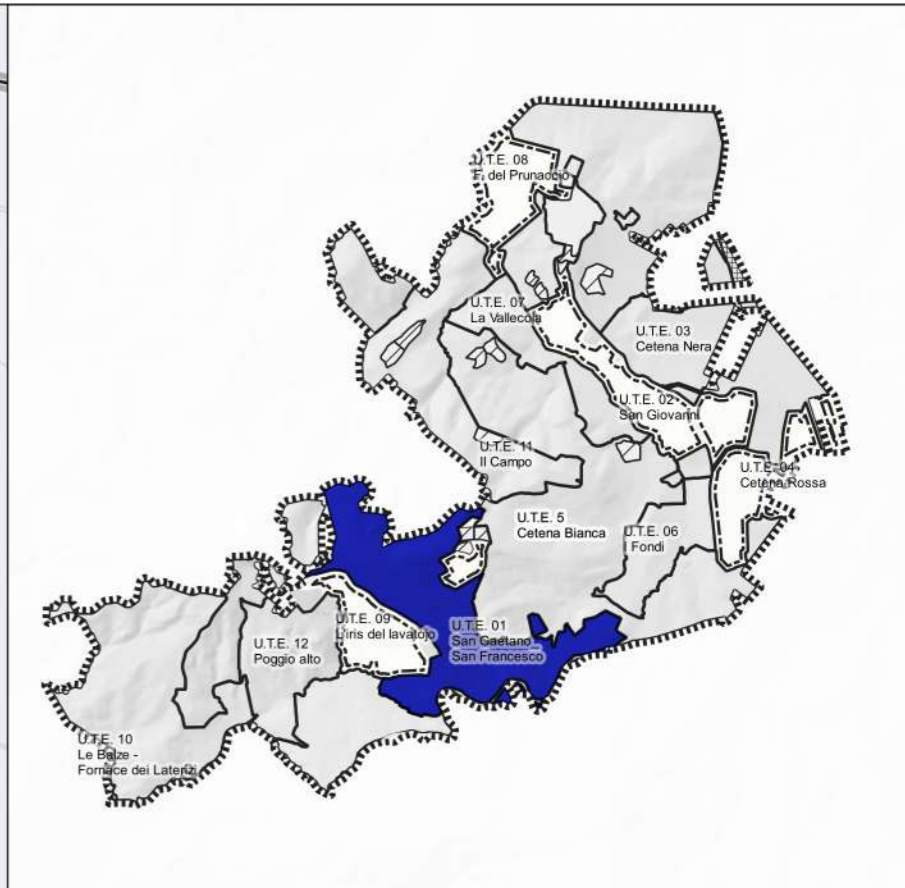 U.T.E. 08
F. del Prunaccio
U.T.E. 07
La Vallecola
U.T.E. 03
Cetena Nera
U.T.E. 02
San Giovanni
U.T.E. 11
Il Campo
U.T.E. 04
Cetena Rossa
U.T.E. 5
Cetena Bianca
U.T.E. 06
I Fondi
U.T.E. 09
L'iris del lavatojo
U.T.E. 01
San Gaetano
San Francesco
U.T.E. 12
Poggio alto
U.T.E. 10
Le Balze -
Fornace dei Laterizi